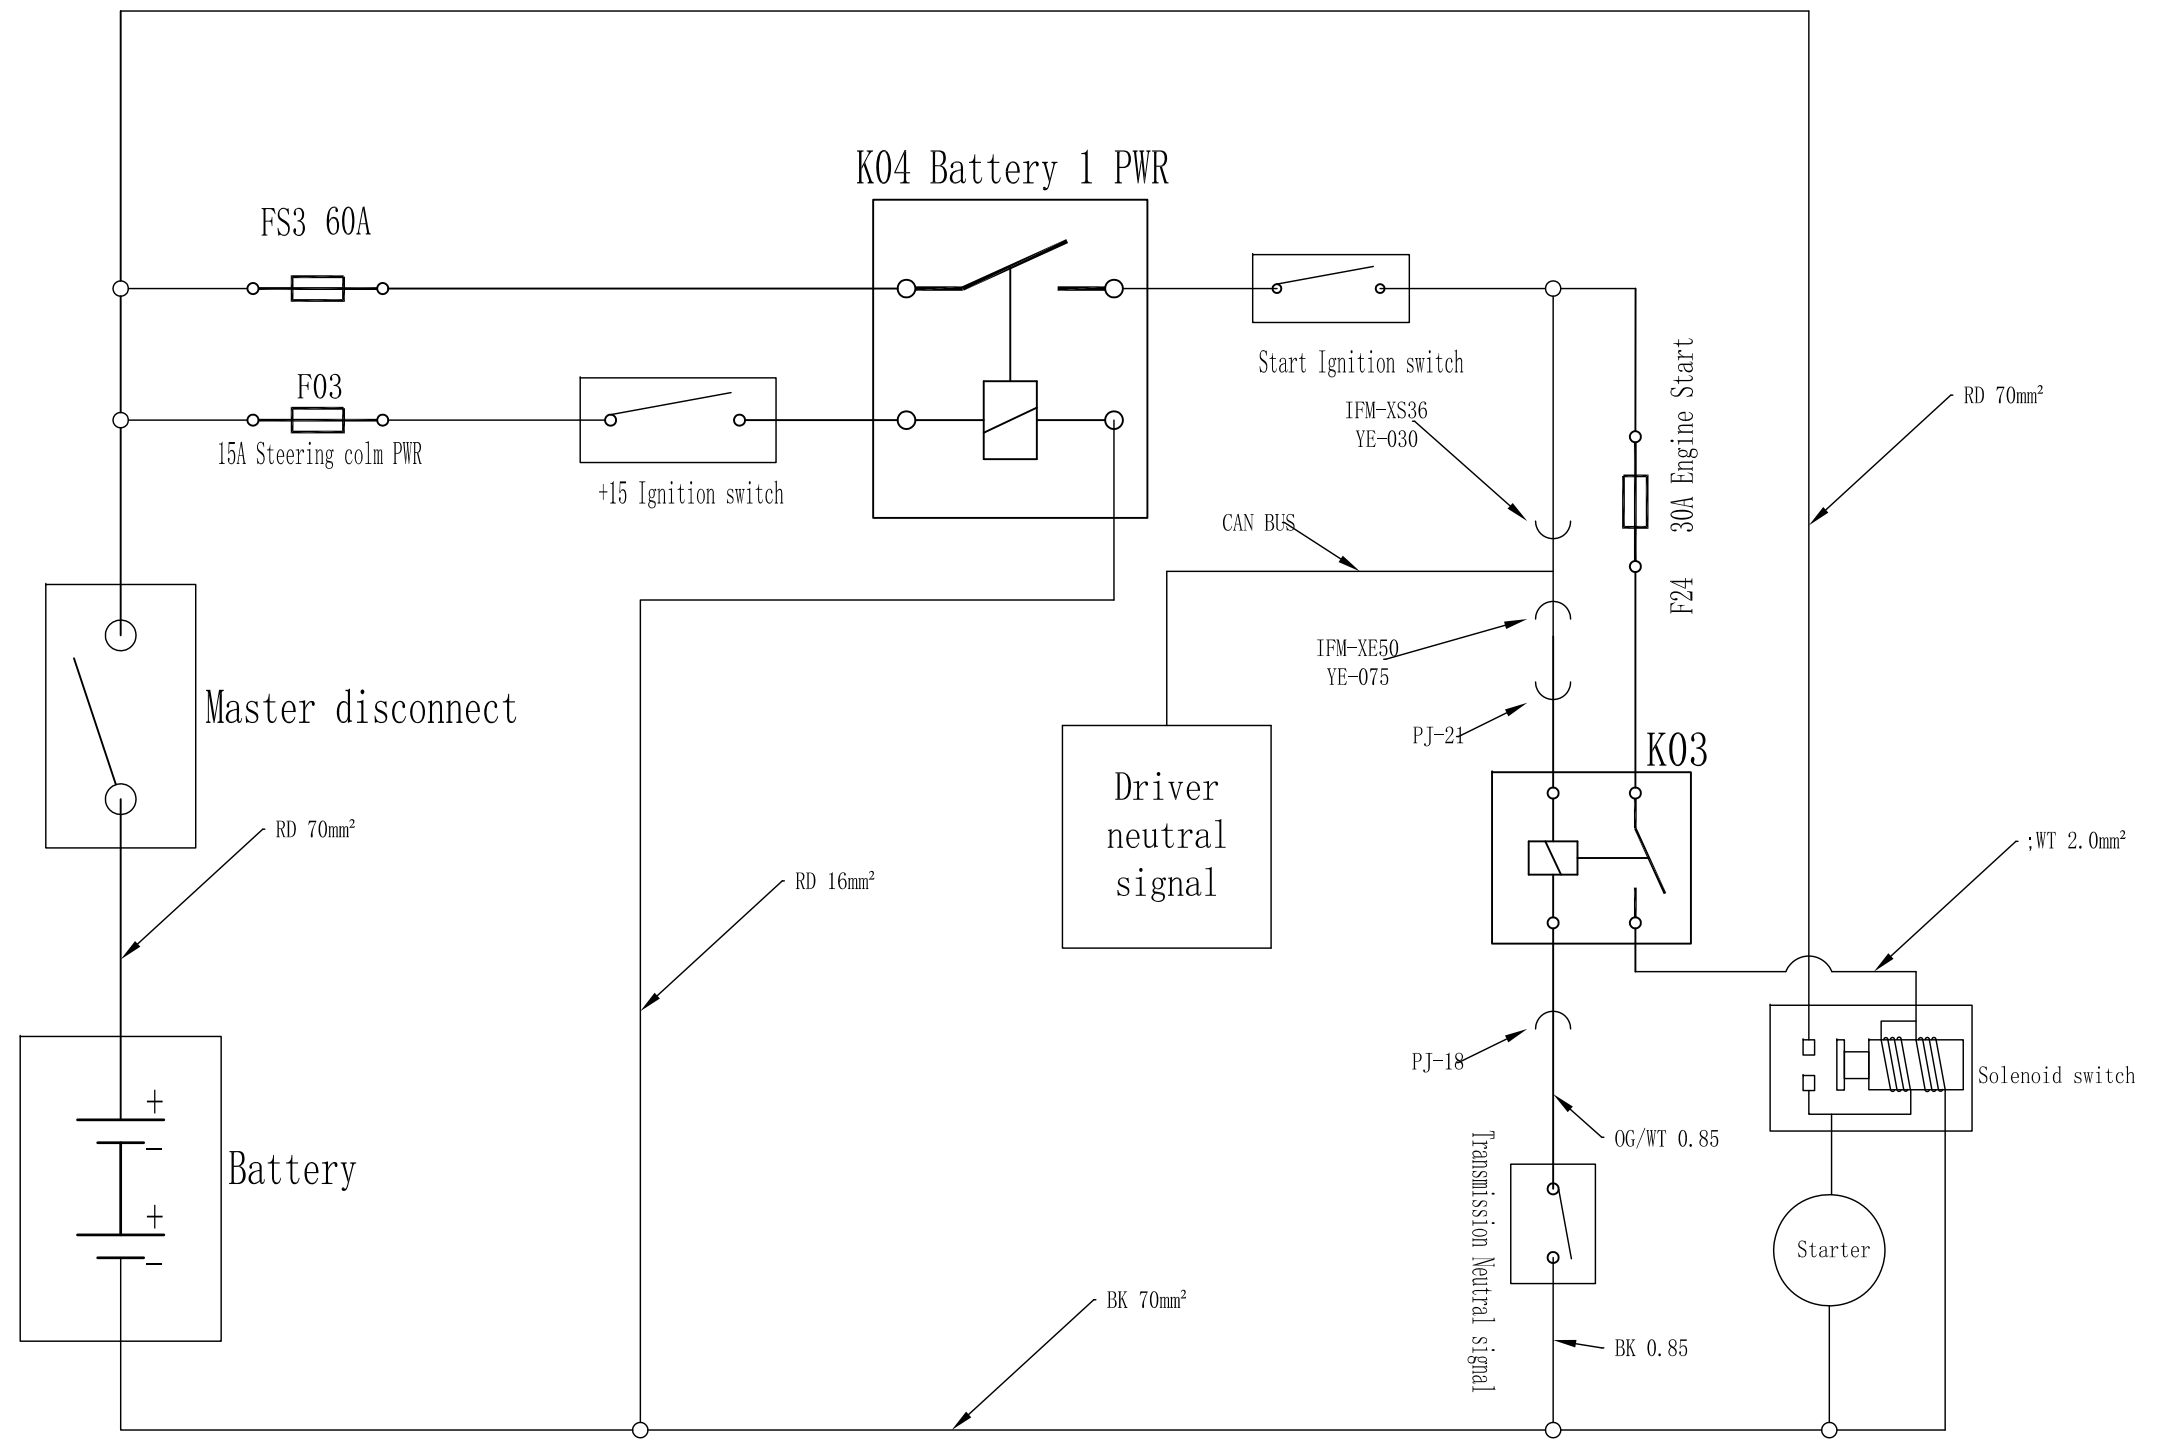 K04 Battery 1 PWR
FS3 60A
F03
15A Steering colm PWR
+15 Ignition switch
Start Ignition switch
IFM-XS36
YE-030
F24 30A Engine Start
RD 70mm²
CAN BUS
IFM-XE50
YE-075
PJ-21
Master disconnect
K03
Driver
neutral
signal
RD 70mm²
RD 16mm²
;WT 2.0mm²
PJ-18
Solenoid switch
+
-
+
-
Battery
OG/WT 0.85
Transmission Neutral signal
Starter
BK 70mm²
BK 0.85